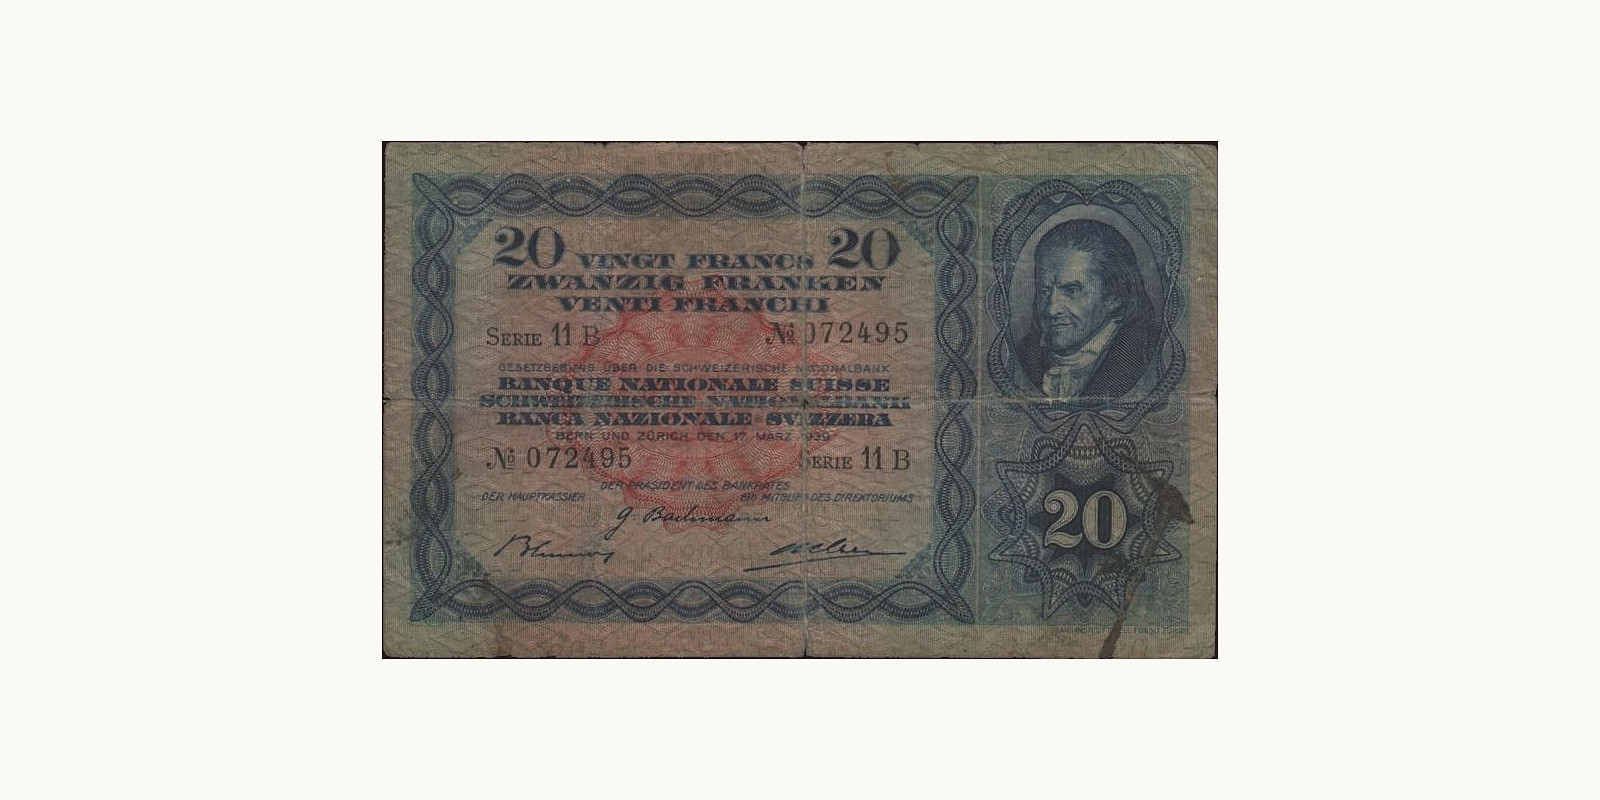 20 VINGT FRANCS 20
ZWANZIG FRANKEN
VENTI FRANCHI
SERIE 11 B № 072495
GESETZGEBUNG ÜBER DIE SCHWEIZERISCHE NATIONALBANK
BANQUE NATIONALE SUISSE
SCHWEIZERISCHE NATIONALBANK
BANCA NAZIONALE SVIZZERA
BERN UND ZÜRICH, DEN 17. MÄRZ 1939
№ 072495 SERIE 11 B
DER PRÄSIDENT DES BANKRATES
DER HAUPTKASSIER EIN MITGLIED DES DIREKTORIUMS
G. Bachmann
20